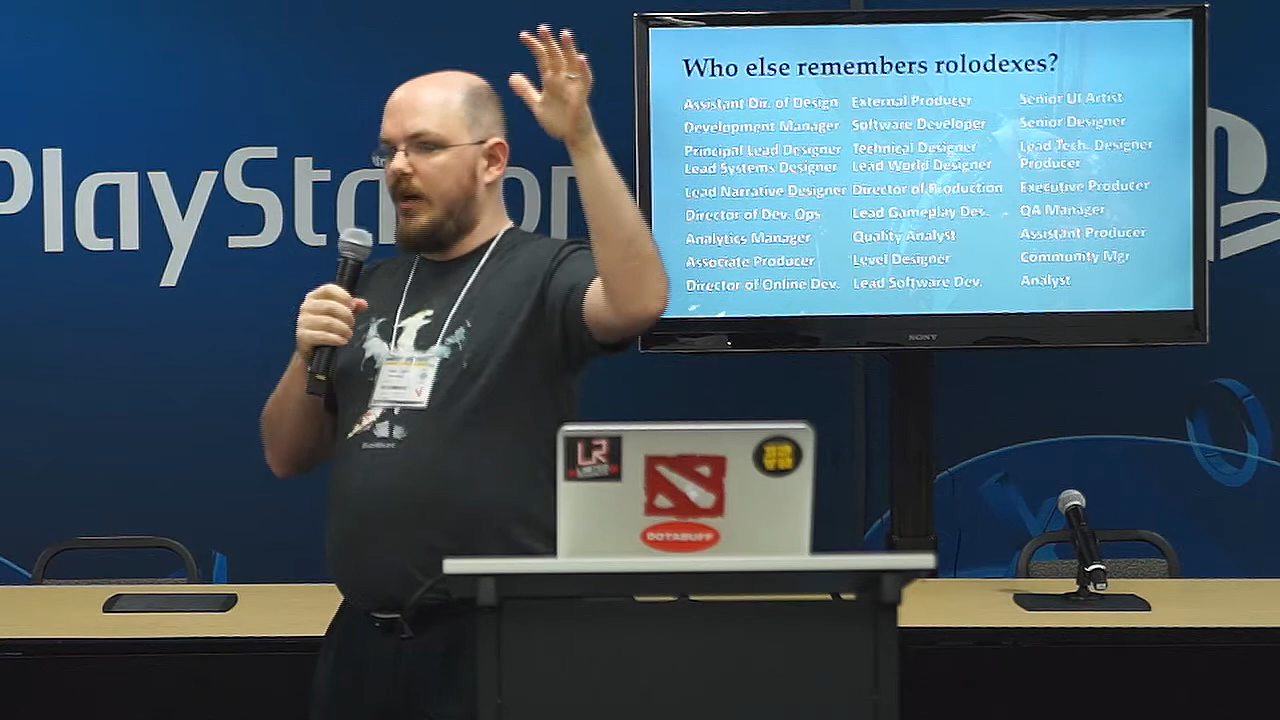 Who else remembers rolodexes?
Assistant Dir. of Design External Producer Senior UI Artist
Development Manager Software Developer Senior Designer
Principal Lead Designer Technical Designer Lead Tech. Designer
Lead Systems Designer Lead World Designer Producer
Lead Narrative Designer Director of Production Executive Producer
Director of Dev. Ops Lead Gameplay Dev. QA Manager
Analytics Manager Quality Analyst Assistant Producer
Associate Producer Level Designer Community Mgr
Director of Online Dev. Lead Software Dev. Analyst
PlayStation
SONY
LR
DOTABUFF